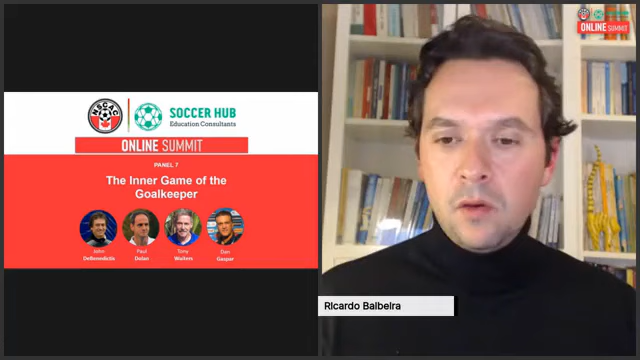 NSCAC
SOCCER HUB
Education Consultants
ONLINE SUMMIT
PANEL 7
The Inner Game of the
Goalkeeper
John
DeBenedictis
Paul
Dolan
Tony
Waiters
Dan
Gaspar
ONLINE SUMMIT
Ricardo Balbeira